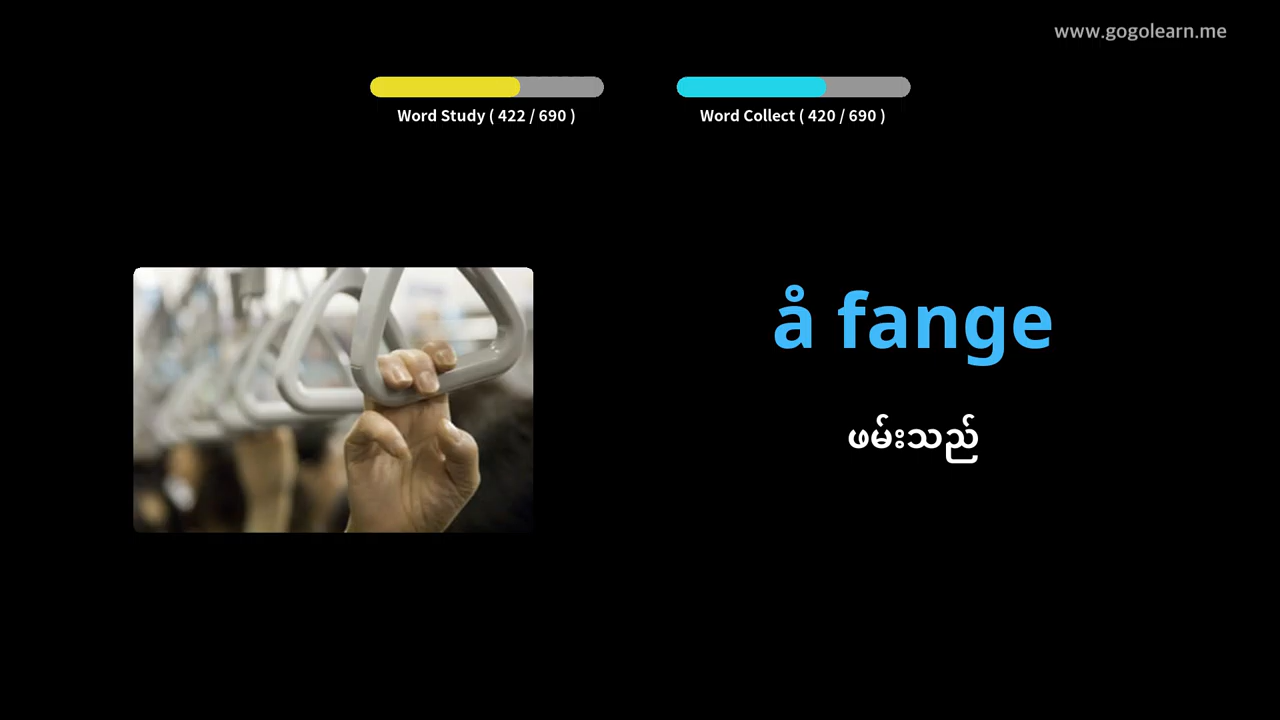 www.gogolearn.me
Word Study ( 422 / 690 )
Word Collect ( 420 / 690 )
å fange
ဖမ်းသည်